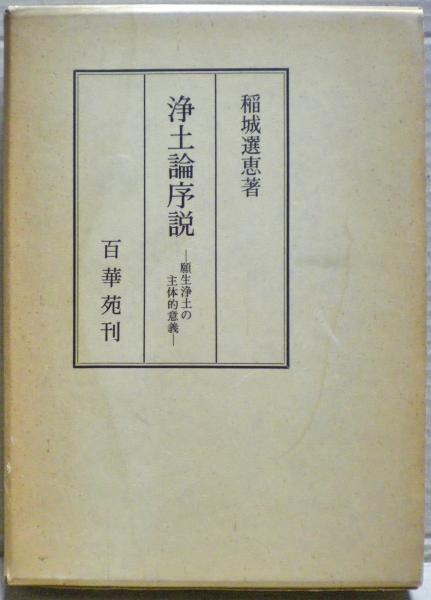 稲城選恵著
浄土論序説
―願生浄土の
主体的意義―
百華苑刊